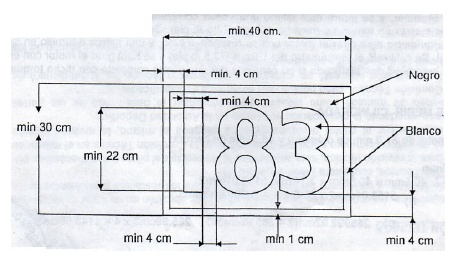 min.40 cm.
min. 4 cm
Negro
min 4 cm
min 30 cm
83
Blanco
min 22 cm
min 4 cm
min 1 cm
min 4 cm